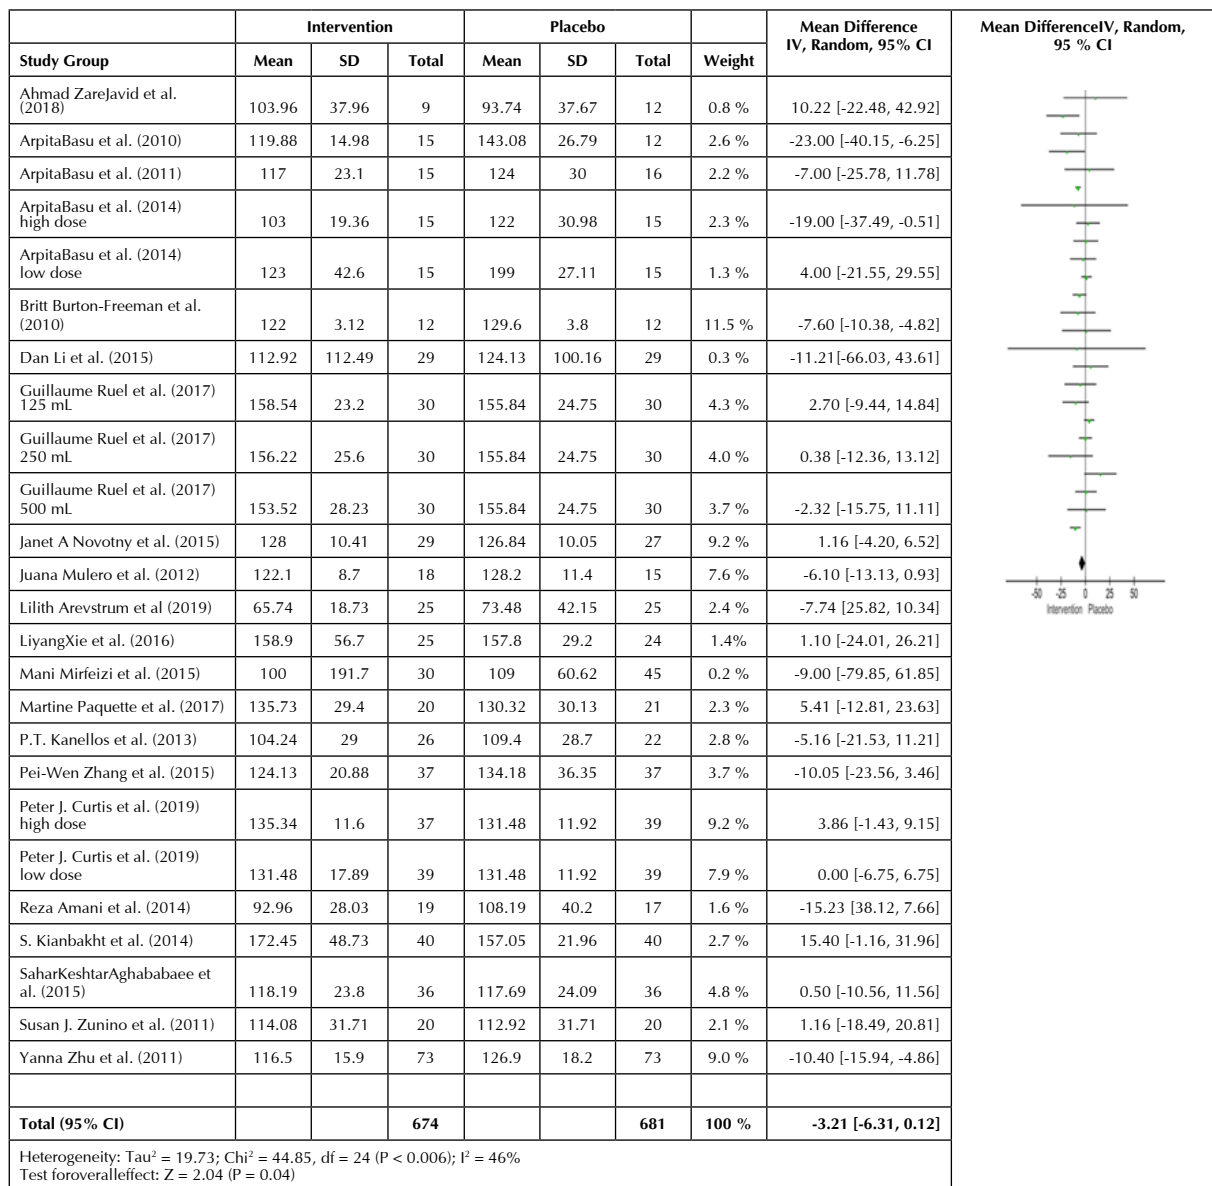 Intervention Placebo Mean Difference IV, Random, 95% CI Mean DifferenceIV, Random, 95 % CI
Study Group Mean SD Total Mean SD Total Weight
Ahmad ZareJavid et al.
(2018) 103.96 37.96 9 93.74 37.67 12 0.8 % 10.22 [-22.48, 42.92]
ArpitaBasu et al. (2010) 119.88 14.98 15 143.08 26.79 12 2.6 % -23.00 [-40.15, -6.25]
ArpitaBasu et al. (2011) 117 23.1 15 124 30 16 2.2 % -7.00 [-25.78, 11.78]
ArpitaBasu et al. (2014)
high dose 103 19.36 15 122 30.98 15 2.3 % -19.00 [-37.49, -0.51]
ArpitaBasu et al. (2014)
low dose 123 42.6 15 199 27.11 15 1.3 % 4.00 [-21.55, 29.55]
Britt Burton-Freeman et al.
(2010) 122 3.12 12 129.6 3.8 12 11.5 % -7.60 [-10.38, -4.82]
Dan Li et al. (2015) 112.92 112.49 29 124.13 100.16 29 0.3 % -11.21[-66.03, 43.61]
Guillaume Ruel et al. (2017)
125 mL 158.54 23.2 30 155.84 24.75 30 4.3 % 2.70 [-9.44, 14.84]
Guillaume Ruel et al. (2017)
250 mL 156.22 25.6 30 155.84 24.75 30 4.0 % 0.38 [-12.36, 13.12]
Guillaume Ruel et al. (2017)
500 mL 153.52 28.23 30 155.84 24.75 30 3.7 % -2.32 [-15.75, 11.11]
Janet A Novotny et al. (2015) 128 10.41 29 126.84 10.05 27 9.2 % 1.16 [-4.20, 6.52]
Juana Mulero et al. (2012) 122.1 8.7 18 128.2 11.4 15 7.6 % -6.10 [-13.13, 0.93]
Lilith Arevstrum et al (2019) 65.74 18.73 25 73.48 42.15 25 2.4 % -7.74 [25.82, 10.34]
LiyangXie et al. (2016) 158.9 56.7 25 157.8 29.2 24 1.4% 1.10 [-24.01, 26.21]
Mani Mirfeizi et al. (2015) 100 191.7 30 109 60.62 45 0.2 % -9.00 [-79.85, 61.85]
Martine Paquette et al. (2017) 135.73 29.4 20 130.32 30.13 21 2.3 % 5.41 [-12.81, 23.63]
P.T. Kanellos et al. (2013) 104.24 29 26 109.4 28.7 22 2.8 % -5.16 [-21.53, 11.21]
Pei-Wen Zhang et al. (2015) 124.13 20.88 37 134.18 36.35 37 3.7 % -10.05 [-23.56, 3.46]
Peter J. Curtis et al. (2019)
high dose 135.34 11.6 37 131.48 11.92 39 9.2 % 3.86 [-1.43, 9.15]
Peter J. Curtis et al. (2019)
low dose 131.48 17.89 39 131.48 11.92 39 7.9 % 0.00 [-6.75, 6.75]
Reza Amani et al. (2014) 92.96 28.03 19 108.19 40.2 17 1.6 % -15.23 [38.12, 7.66]
S. Kianbakht et al. (2014) 172.45 48.73 40 157.05 21.96 40 2.7 % 15.40 [-1.16, 31.96]
SaharKeshtarAghababaee et
al. (2015) 118.19 23.8 36 117.69 24.09 36 4.8 % 0.50 [-10.56, 11.56]
Susan J. Zunino et al. (2011) 114.08 31.71 20 112.92 31.71 20 2.1 % 1.16 [-18.49, 20.81]
Yanna Zhu et al. (2011) 116.5 15.9 73 126.9 18.2 73 9.0 % -10.40 [-15.94, -4.86]
Total (95% CI) 674 681 100 % -3.21 [-6.31, 0.12]
Heterogeneity: Tau² = 19.73; Chi² = 44.85, df = 24 (P < 0.006); I² = 46%
Test foroveralleffect: Z = 2.04 (P = 0.04)
-50 -25 0 25 50
Intervention Placebo